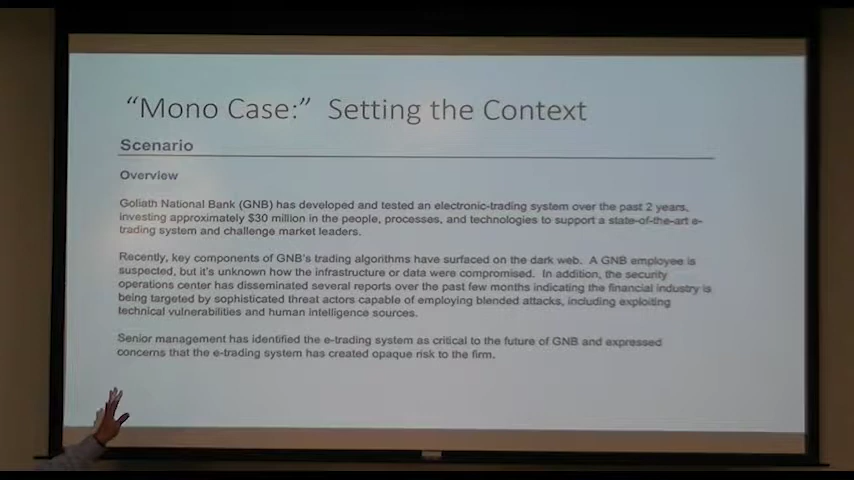 “Mono Case:” Setting the Context
Scenario
Overview
Goliath National Bank (GNB) has developed and tested an electronic-trading system over the past 2 years,
investing approximately $30 million in the people, processes, and technologies to support a state-of-the-art e-
trading system and challenge market leaders.
Recently, key components of GNB's trading algorithms have surfaced on the dark web. A GNB employee is
suspected, but it's unknown how the infrastructure or data were compromised. In addition, the security
operations center has disseminated several reports over the past few months indicating the financial industry is
being targeted by sophisticated threat actors capable of employing blended attacks, including exploiting
technical vulnerabilities and human intelligence sources.
Senior management has identified the e-trading system as critical to the future of GNB and expressed
concerns that the e-trading system has created opaque risk to the firm.